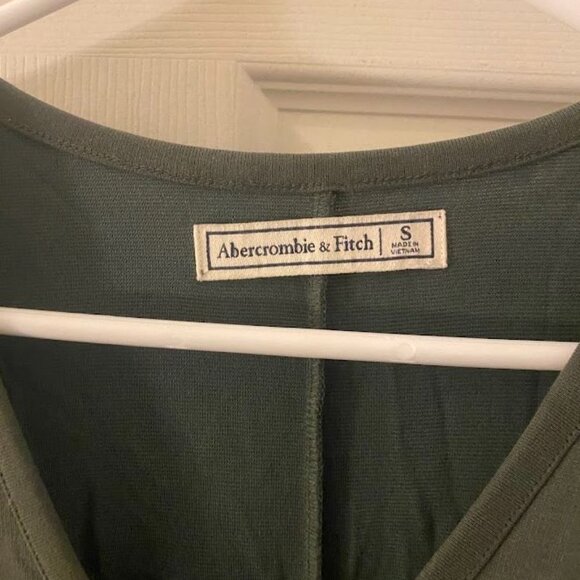 Abercrombie & Fitch
S
MADE IN
VIETNAM